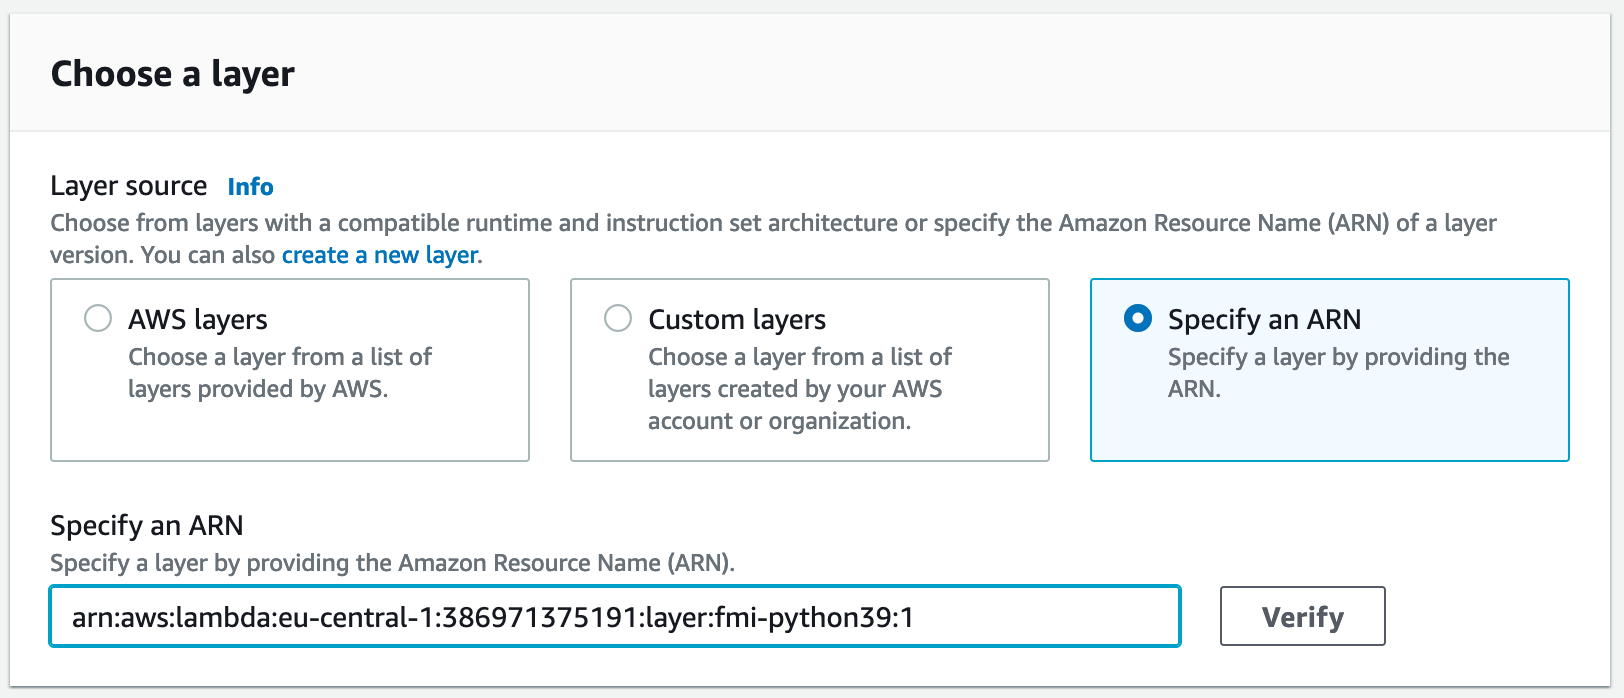 Choose a layer
Layer source Info
Choose from layers with a compatible runtime and instruction set architecture or specify the Amazon Resource Name (ARN) of a layer
version. You can also create a new layer.
AWS layers
Choose a layer from a list of
layers provided by AWS.
Custom layers
Choose a layer from a list of
layers created by your AWS
account or organization.
Specify an ARN
Specify a layer by providing the
ARN.
Specify an ARN
Specify a layer by providing the Amazon Resource Name (ARN).
arn:aws:lambda:eu-central-1:386971375191:layer:fmi-python39:1
Verify